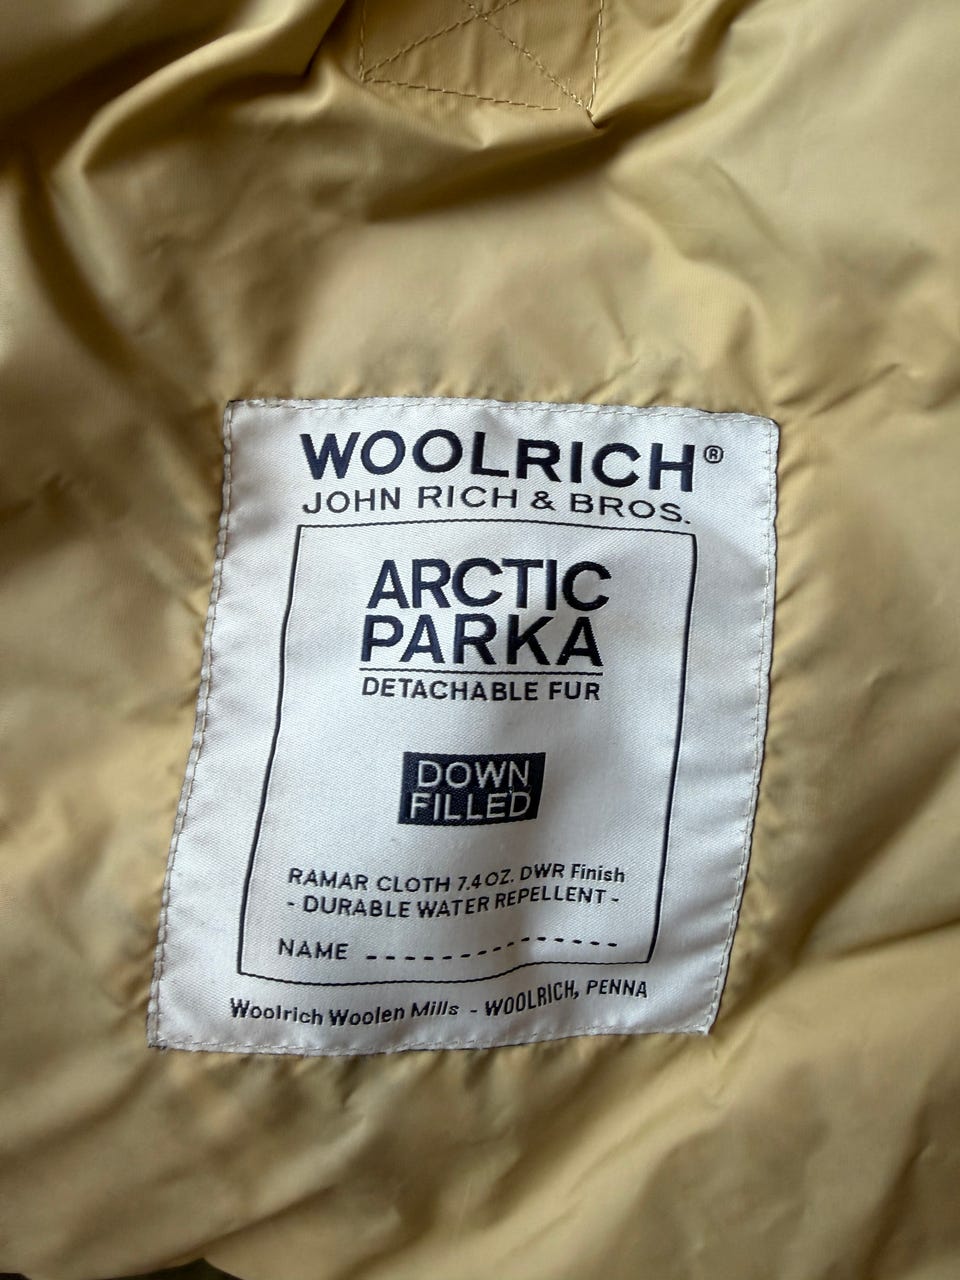 WOOLRICH®
JOHN RICH & BROS.
ARCTIC
PARKA
DETACHABLE FUR
DOWN
FILLED
RAMAR CLOTH 7.4 OZ. DWR Finish
- DURABLE WATER REPELLENT -
NAME ---------------
Woolrich Woolen Mills - WOOLRICH, PENNA